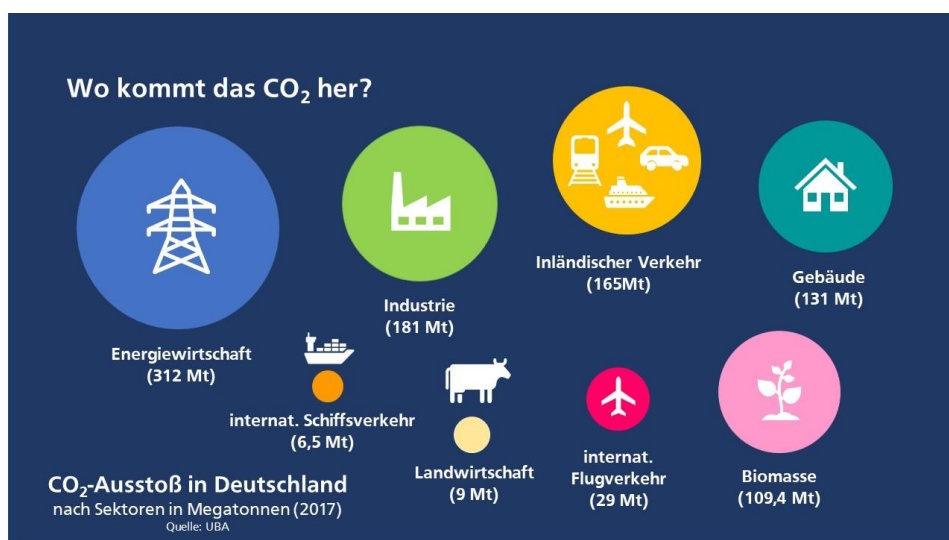 Wo kommt das CO₂ her?
Energiewirtschaft
(312 Mt)
Industrie
(181 Mt)
Inländischer Verkehr
(165Mt)
Gebäude
(131 Mt)
internat. Schiffsverkehr
(6,5 Mt)
Landwirtschaft
(9 Mt)
internat.
Flugverkehr
(29 Mt)
Biomasse
(109,4 Mt)
CO₂-Ausstoß in Deutschland
nach Sektoren in Megatonnen (2017)
Quelle: UBA